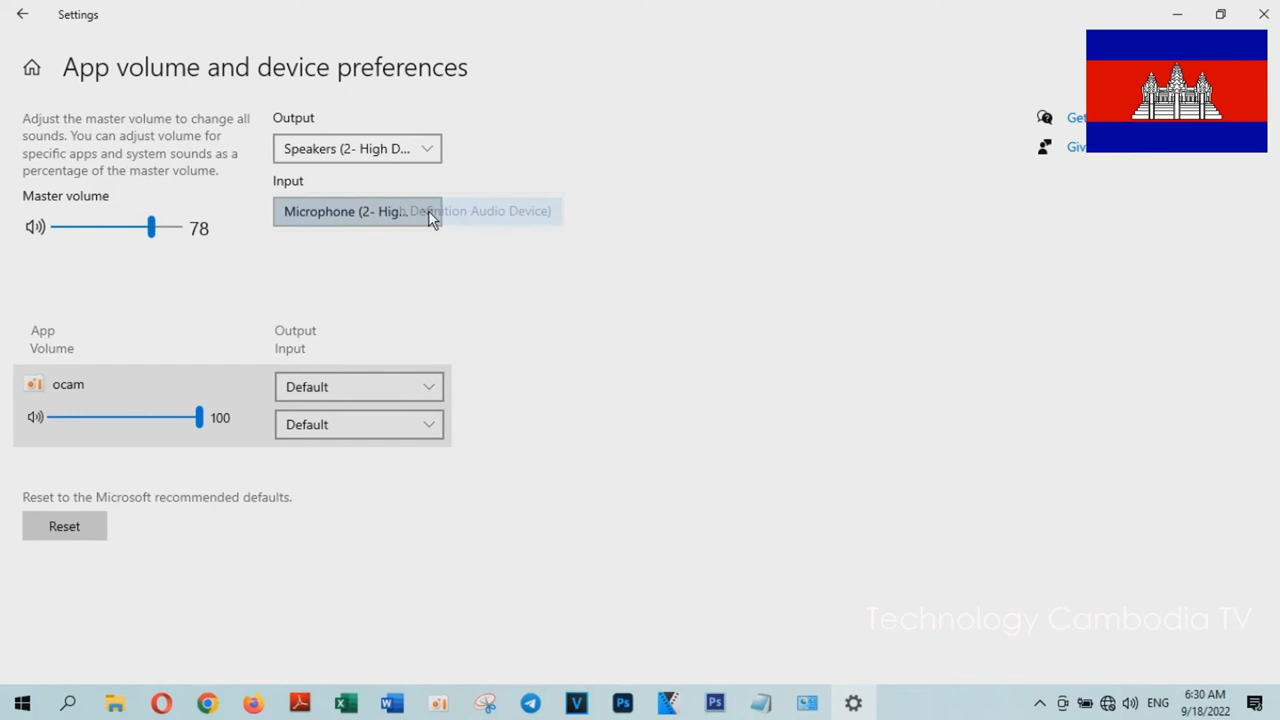 Settings
App volume and device preferences
Adjust the master volume to change all
sounds. You can adjust volume for
specific apps and system sounds as a
percentage of the master volume.
Master volume
78
Output
Speakers (2- High D...
Input
Microphone (2- Hig...
Definition Audio Device)
Get
Giv
App
Volume
Output
Input
ocam
100
Default
Default
Reset to the Microsoft recommended defaults.
Reset
Technology Cambodia TV
ENG
6:30 AM
9/18/2022